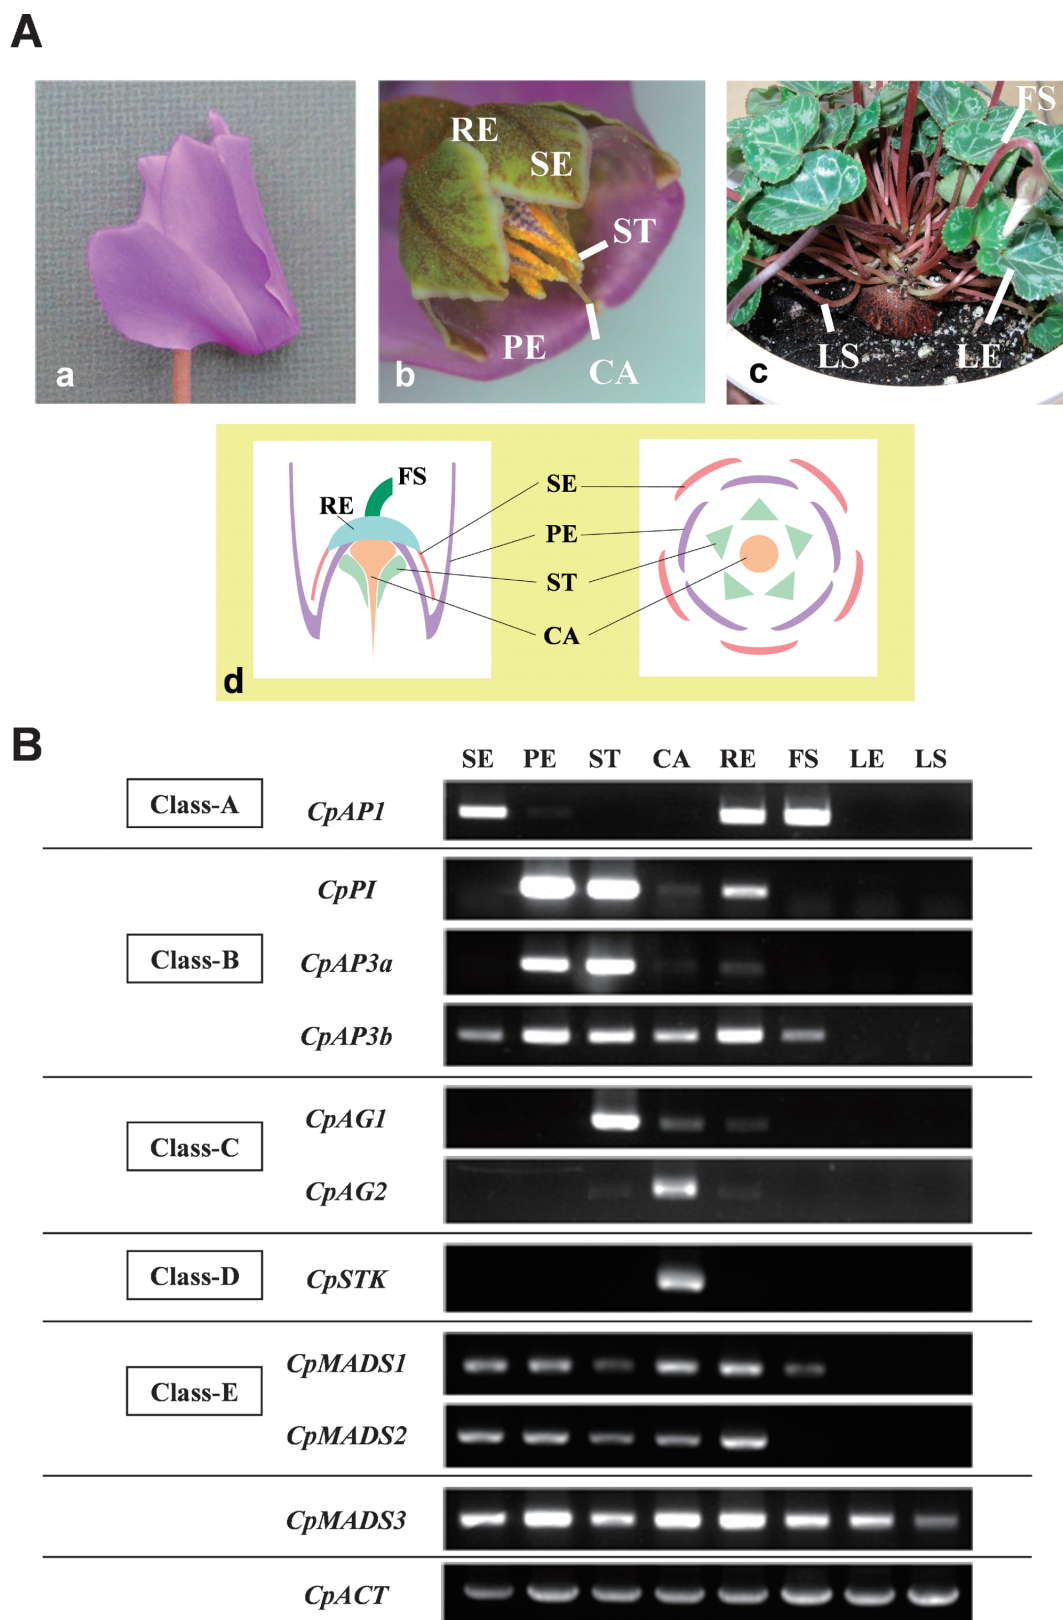 A
a
RE
SE
ST
PE
CA
b
FS
LS
LE
c
FS
RE
SE
PE
ST
CA
d
B
SE PE ST CA RE FS LE LS
Class-A CpAP1
CpPI
Class-B CpAP3a
CpAP3b
Class-C CpAG1
CpAG2
Class-D CpSTK
Class-E CpMADS1
CpMADS2
CpMADS3
CpACT